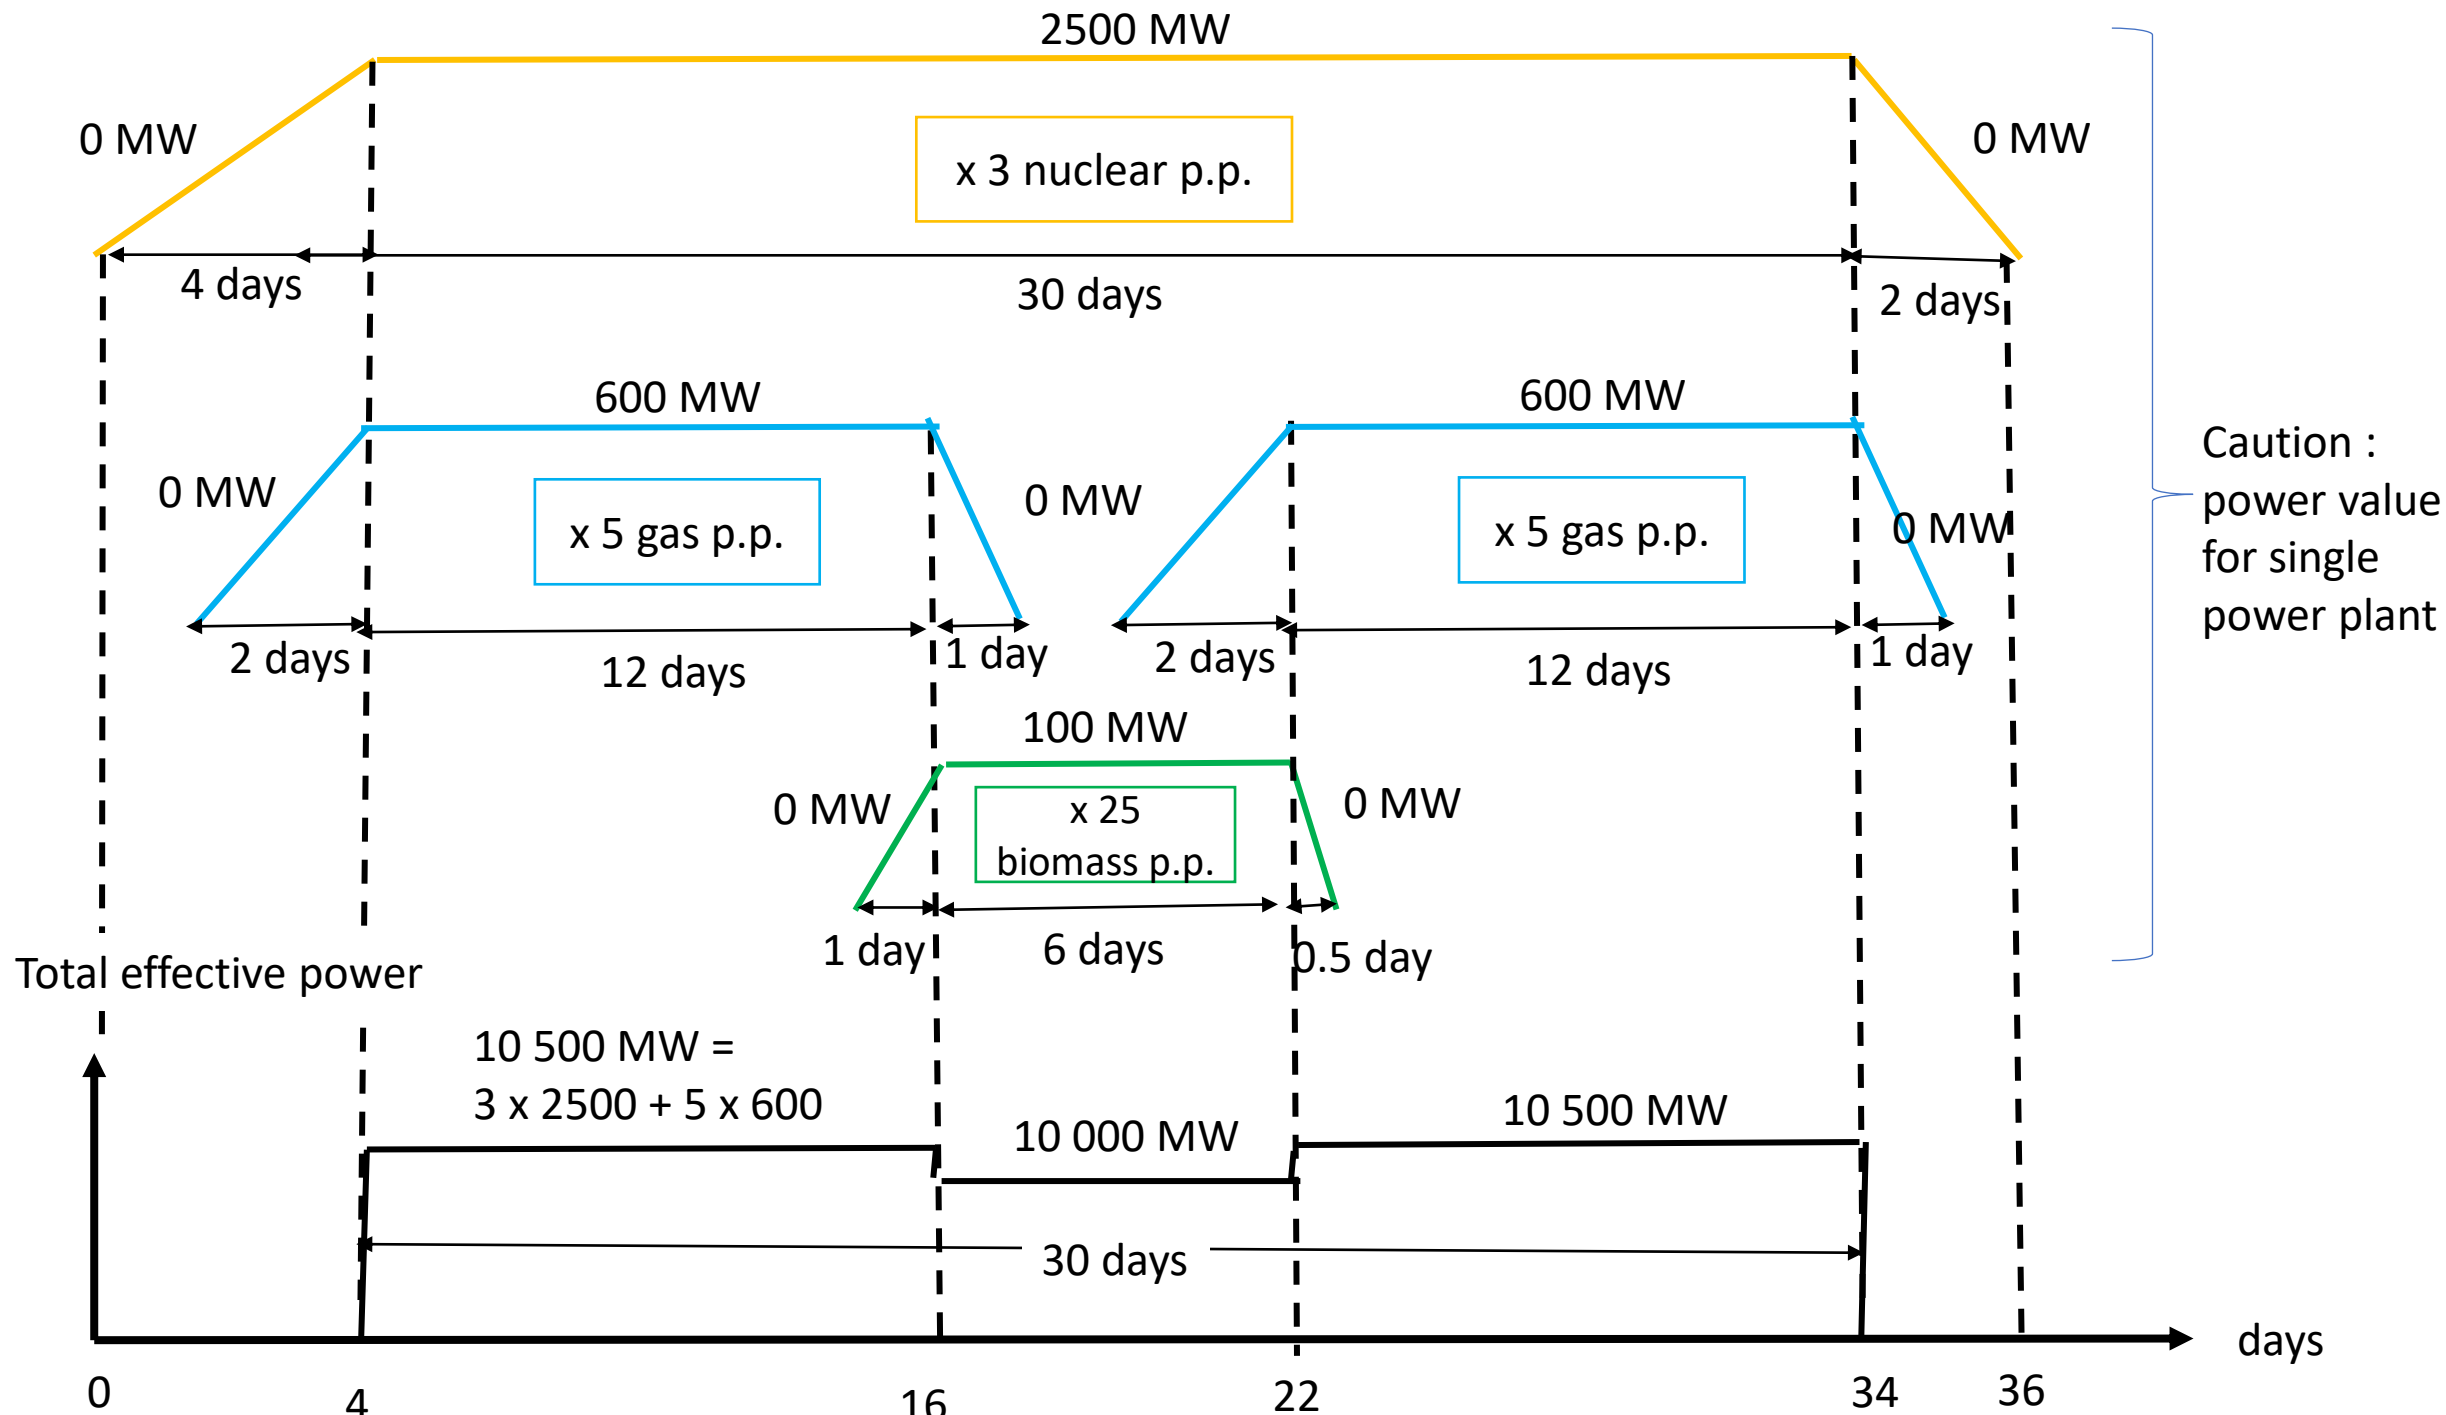 2500 MW
0 MW
x 3 nuclear p.p.
0 MW
4 days
30 days
2 days
600 MW
600 MW
0 MW
x 5 gas p.p.
0 MW
x 5 gas p.p.
0 MW
Caution :
power value
for single
power plant
2 days
12 days
1 day
2 days
12 days
1 day
100 MW
0 MW
x 25
biomass p.p.
0 MW
1 day
6 days
0.5 day
Total effective power
10 500 MW =
3 x 2500 + 5 x 600
10 000 MW
10 500 MW
30 days
days
0
4
16
22
34
36